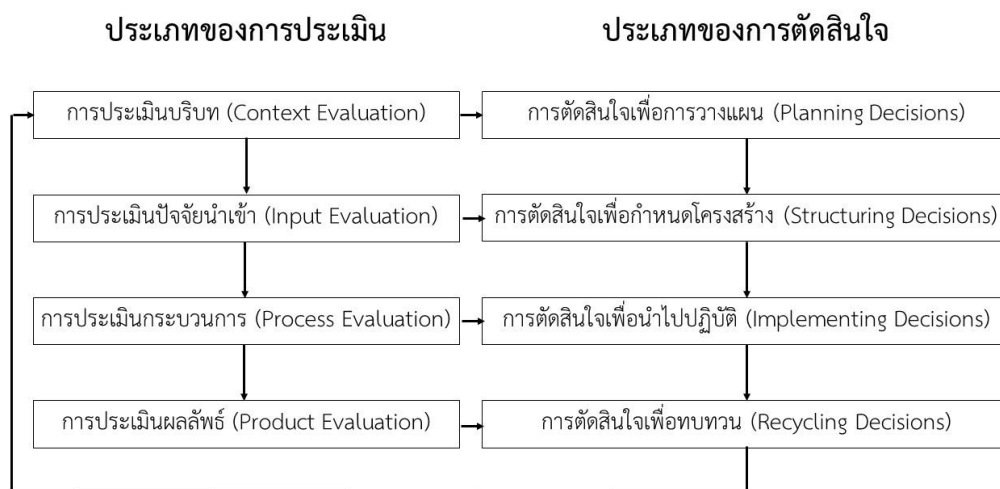 ประเภทของการประเมิน ประเภทของการตัดสินใจ
การประเมินบริบท (Context Evaluation) การตัดสินใจเพื่อการวางแผน (Planning Decisions)
การประเมินปัจจัยนำเข้า (Input Evaluation) การตัดสินใจเพื่อกำหนดโครงสร้าง (Structuring Decisions)
การประเมินกระบวนการ (Process Evaluation) การตัดสินใจเพื่อนำไปปฏิบัติ (Implementing Decisions)
การประเมินผลลัพธ์ (Product Evaluation) การตัดสินใจเพื่อทบทวน (Recycling Decisions)